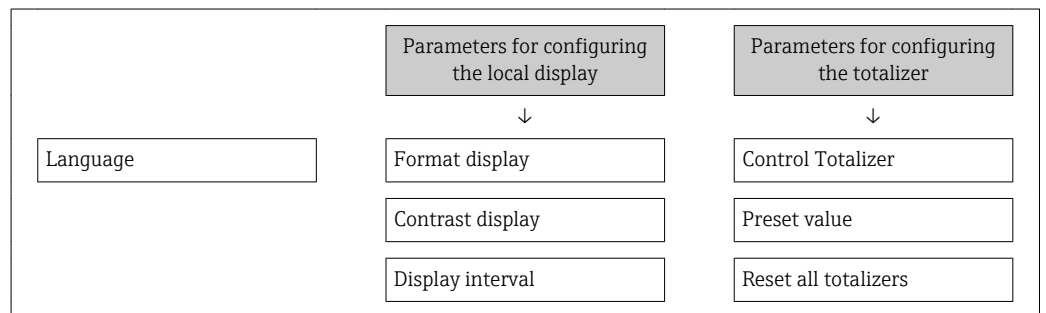 Parameters for configuring
the local display
Parameters for configuring
the totalizer
↓
↓
Language
Format display
Control Totalizer
Contrast display
Preset value
Display interval
Reset all totalizers